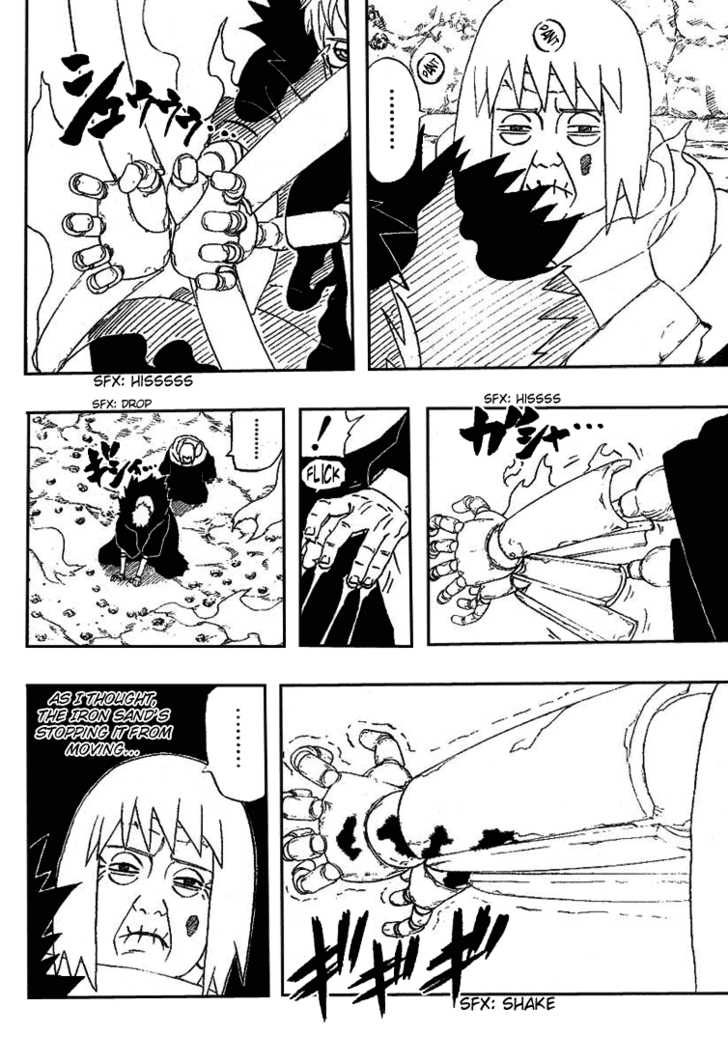 PANT
PANT
………
シュウウウ…
SFX: HISSSSS
SFX: HISSSS
ガシャ…
!
FLICK
SFX: DROP
………
ギシィ…
………
AS I THOUGHT,
THE IRON SAND'S
STOPPING IT FROM
MOVING...
ギギギ
SFX: SHAKE